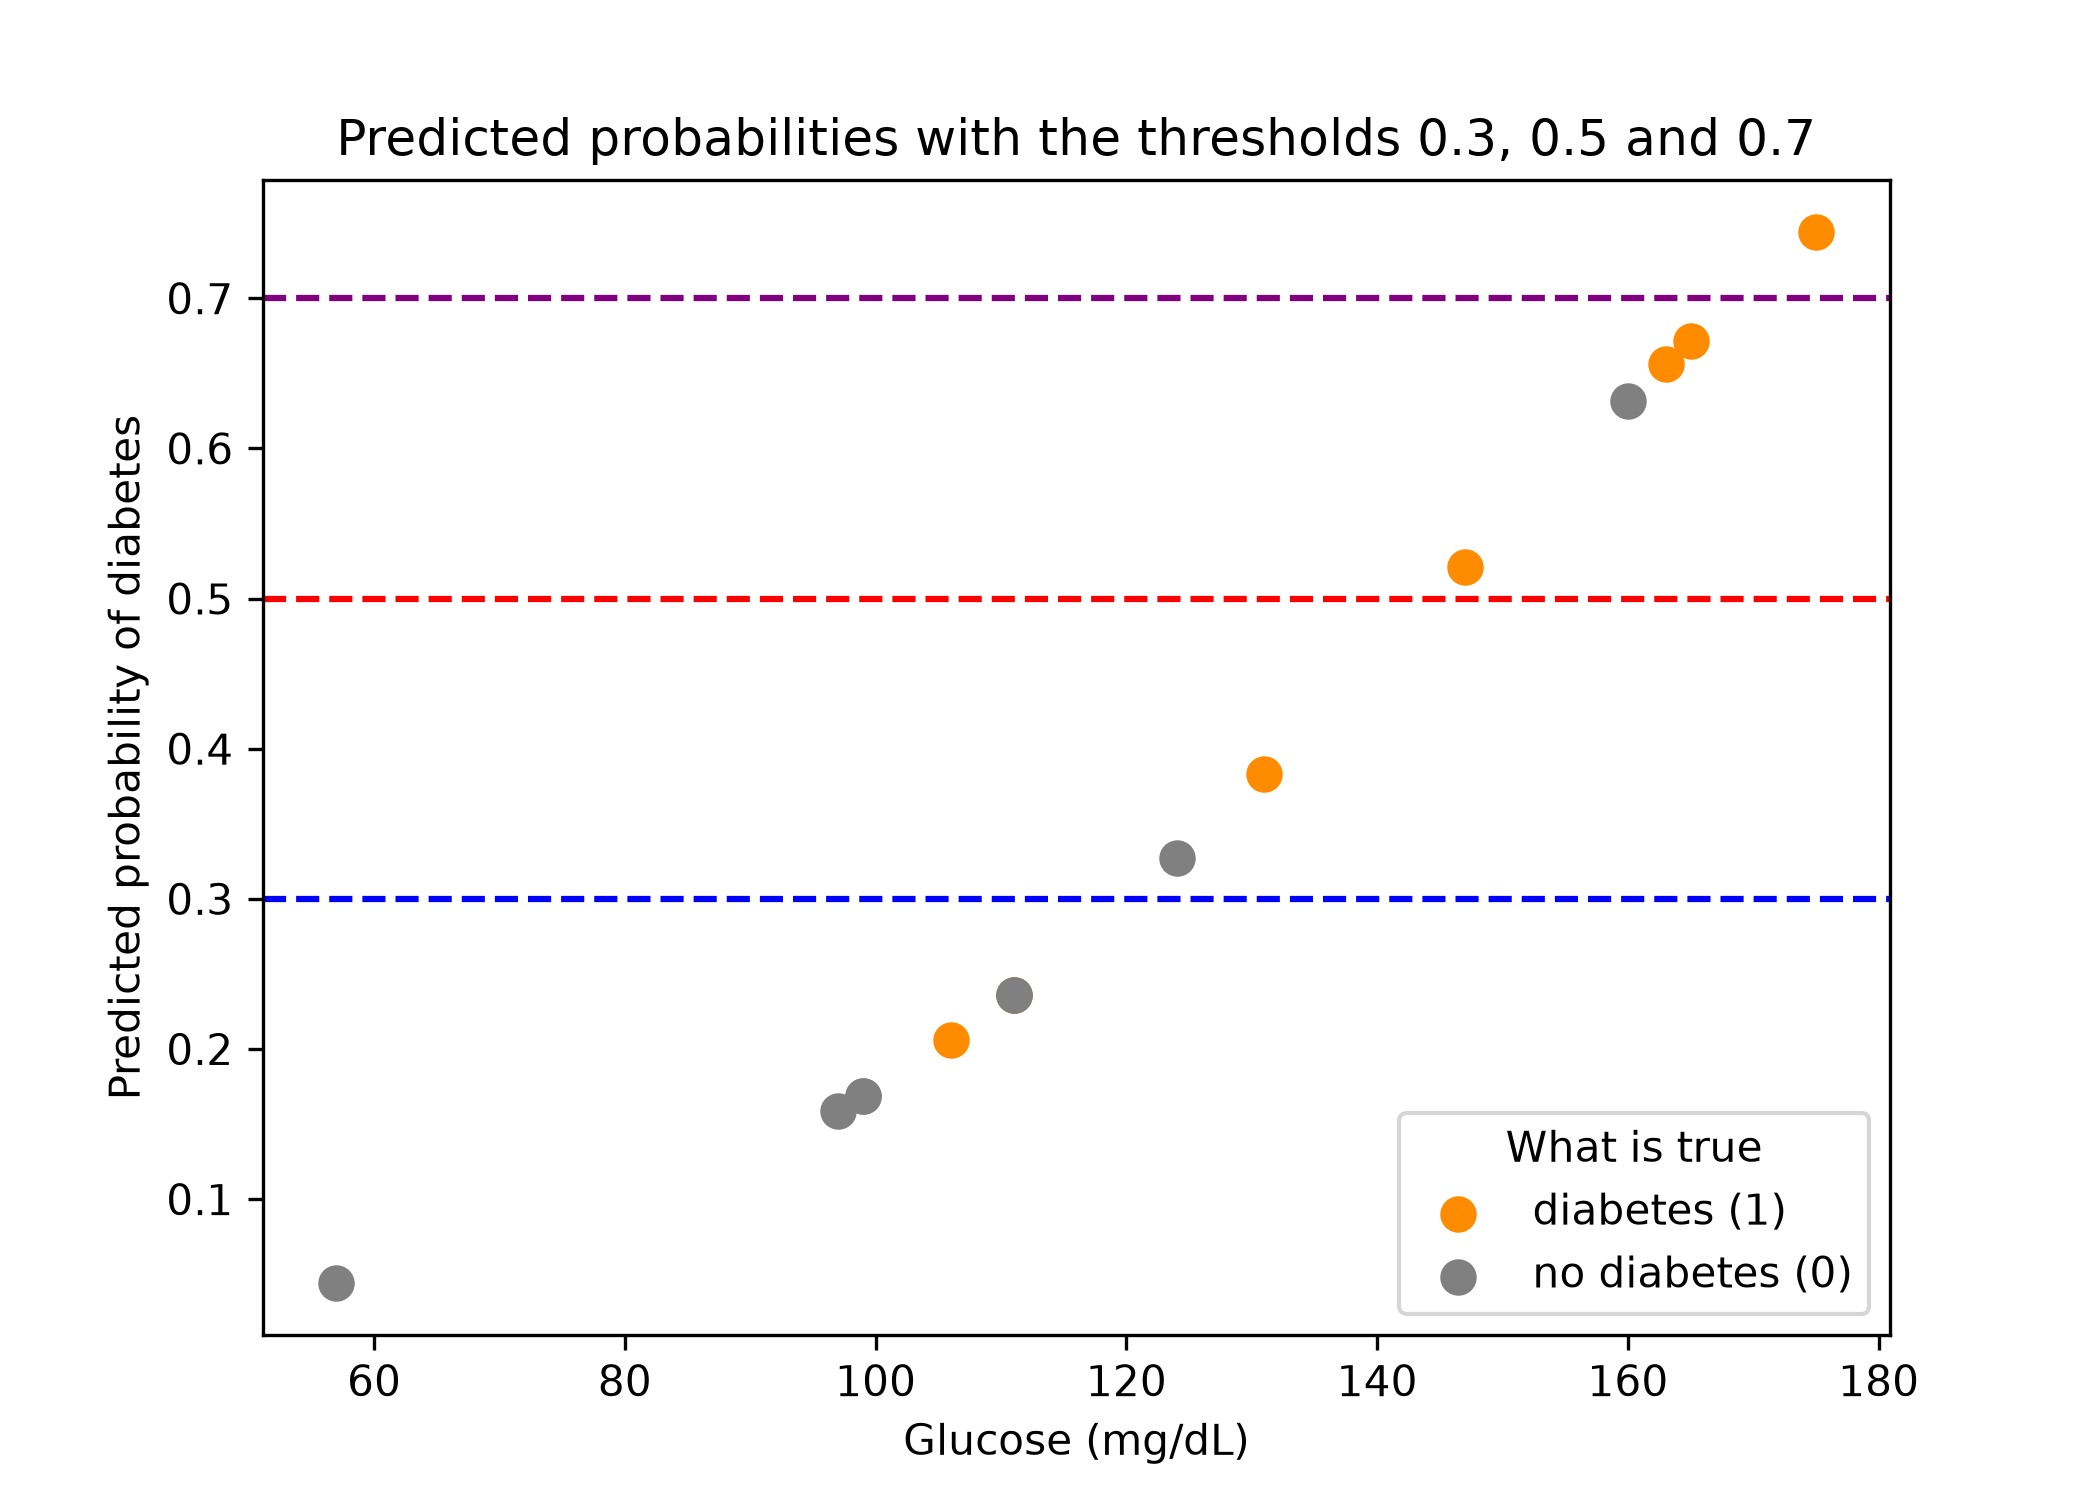 Predicted probabilities with the thresholds 0.3, 0.5 and 0.7
Predicted probability of diabetes
0.7
0.6
0.5
0.4
0.3
0.2
0.1
What is true
diabetes (1)
no diabetes (0)
60 80 100 120 140 160 180
Glucose (mg/dL)